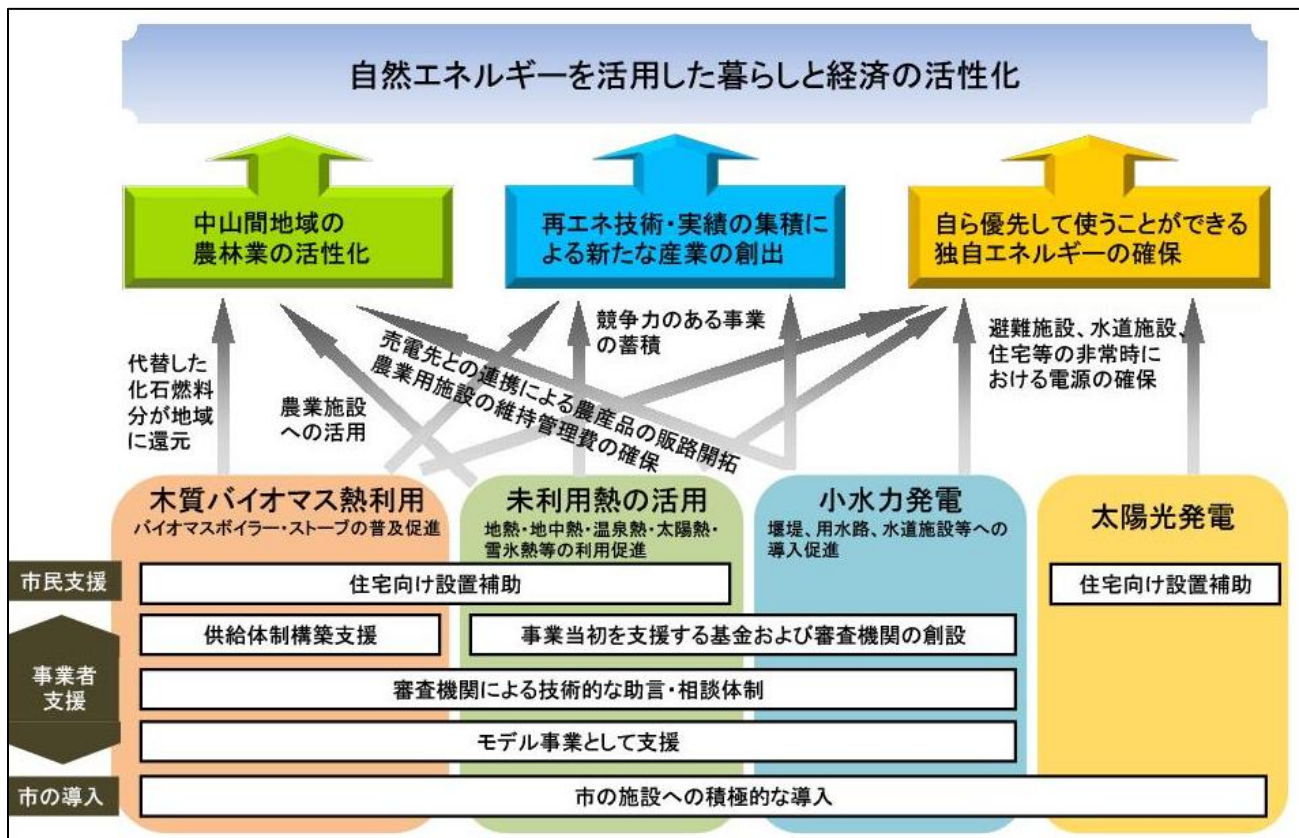 自然エネルギーを活用した暮らしと経済の活性化
中山間地域の
農林業の活性化
再エネ技術・実績の集積に
よる新たな産業の創出
自ら優先して使うことができる
独自エネルギーの確保
代替した
化石燃料
分が地域
に還元
農業施設
への活用
売電先との連携による農産品の販路開拓
農業用施設の維持管理費の確保
競争力のある事業
の蓄積
避難施設、水道施設、
住宅等の非常時に
おける電源の確保
木質バイオマス熱利用
バイオマスボイラー・ストーブの普及促進
未利用熱の活用
地熱・地中熱・温泉熱・太陽熱・
雪氷熱等の利用促進
小水力発電
堰堤、用水路、水道施設等への
導入促進
太陽光発電
市民支援
住宅向け設置補助
住宅向け設置補助
事業者
支援
供給体制構築支援
事業当初を支援する基金および審査機関の創設
審査機関による技術的な助言・相談体制
モデル事業として支援
市の導入
市の施設への積極的な導入